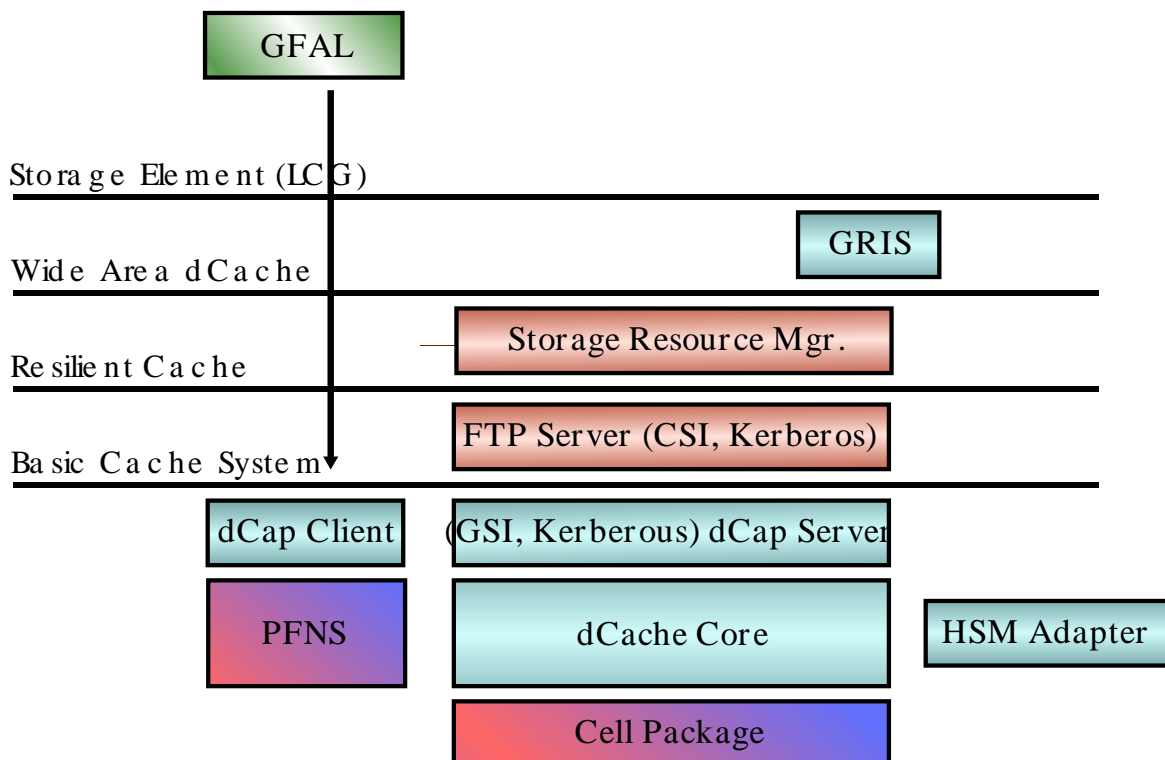 GFAL
Storage Element (LCG)
GRIS
Wide Area dCache
Storage Resource Mgr.
Resilient Cache
FTP Server (CSI, Kerberos)
Basic Cache System
dCap Client
(GSI, Kerberous) dCap Server
PFNS
dCache Core
HSM Adapter
Cell Package